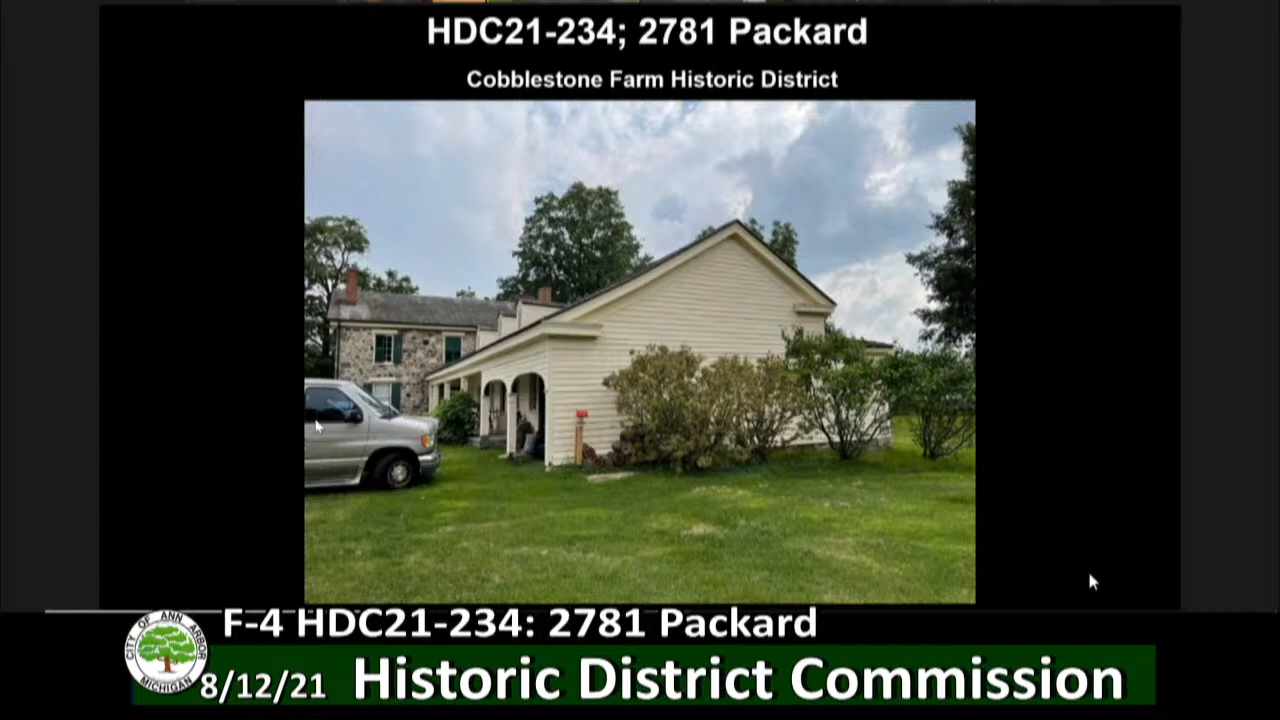 HDC21-234; 2781 Packard
Cobblestone Farm Historic District
F-4 HDC21-234: 2781 Packard
CITY OF ANN ARBOR
MICHIGAN
8/12/21 Historic District Commission